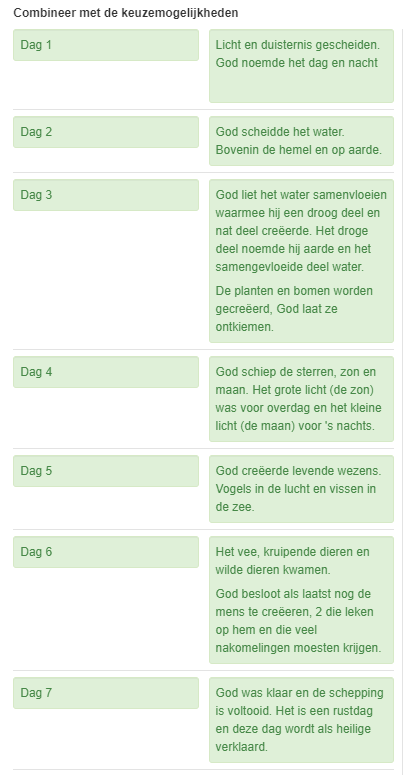 Combineer met de keuzemogelijkheden
Dag 1
Licht en duisternis gescheiden.
God noemde het dag en nacht
Dag 2
God scheidde het water.
Bovenin de hemel en op aarde.
Dag 3
God liet het water samenvloeien
waarmee hij een droog deel en
nat deel creëerde. Het droge
deel noemde hij aarde en het
samengevloeide deel water.
De planten en bomen worden
gecreëerd, God laat ze
ontkiemen.
Dag 4
God schiep de sterren, zon en
maan. Het grote licht (de zon)
was voor overdag en het kleine
licht (de maan) voor 's nachts.
Dag 5
God creëerde levende wezens.
Vogels in de lucht en vissen in
de zee.
Dag 6
Het vee, kruipende dieren en
wilde dieren kwamen.
God besloot als laatst nog de
mens te creëeren, 2 die leken
op hem en die veel
nakomelingen moesten krijgen.
Dag 7
God was klaar en de schepping
is voltooid. Het is een rustdag
en deze dag wordt als heilige
verklaard.